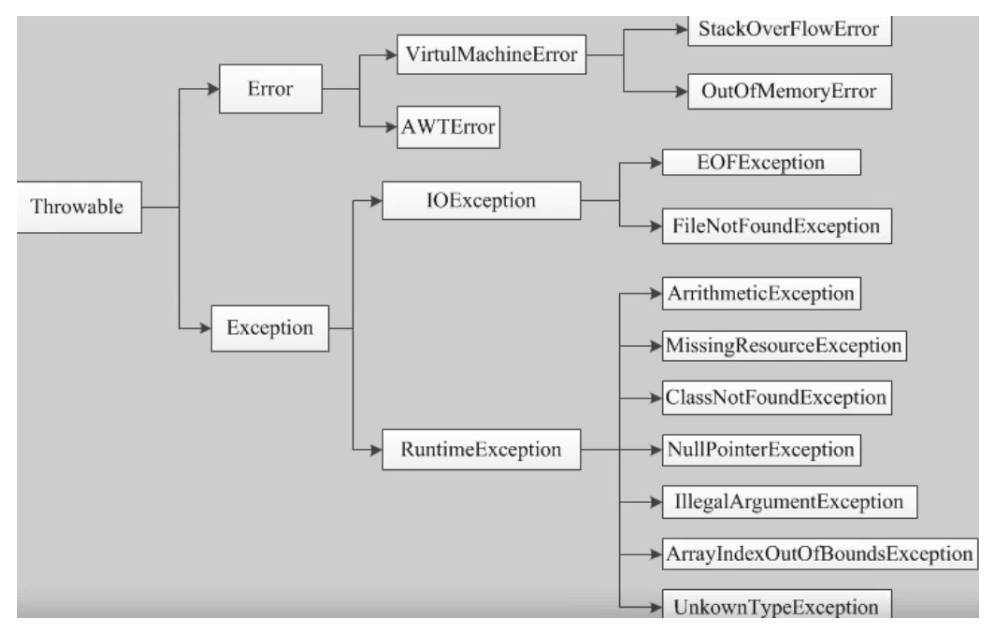 StackOverFlowError
VirtulMachineError
Error
OutOfMemoryError
AWTError
EOFException
Throwable
IOException
FileNotFoundException
ArrithmeticException
Exception
MissingResourceException
ClassNotFoundException
RuntimeException
NullPointerException
IllegalArgumentException
ArrayIndexOutOfBoundsException
UnkownTypeException